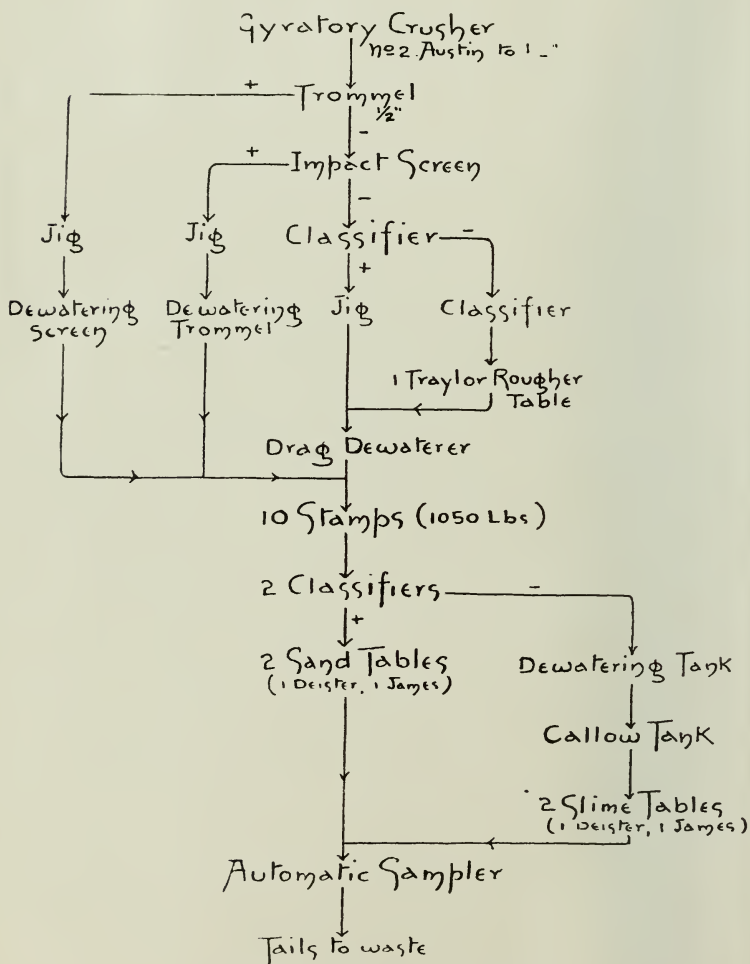 Gyratory Crusher
No2 Austin to 1_"
+
Trommel
1/2"
-
+
Impact Screen
-
Jig
Jig
Classifier
-
+
Dewatering
Screen
Dewatering
Trommel
Jig
Classifier
1 Traylor Rougher
Table
Drag Dewaterer
10 Stamps (1050 Lbs)
2 Classifiers
-
+
2 Sand Tables
(1 Deister, 1 James)
Dewatering Tank
Callow Tank
2 Slime Tables
(1 Deister, 1 James)
Automatic Sampler
Tails to waste